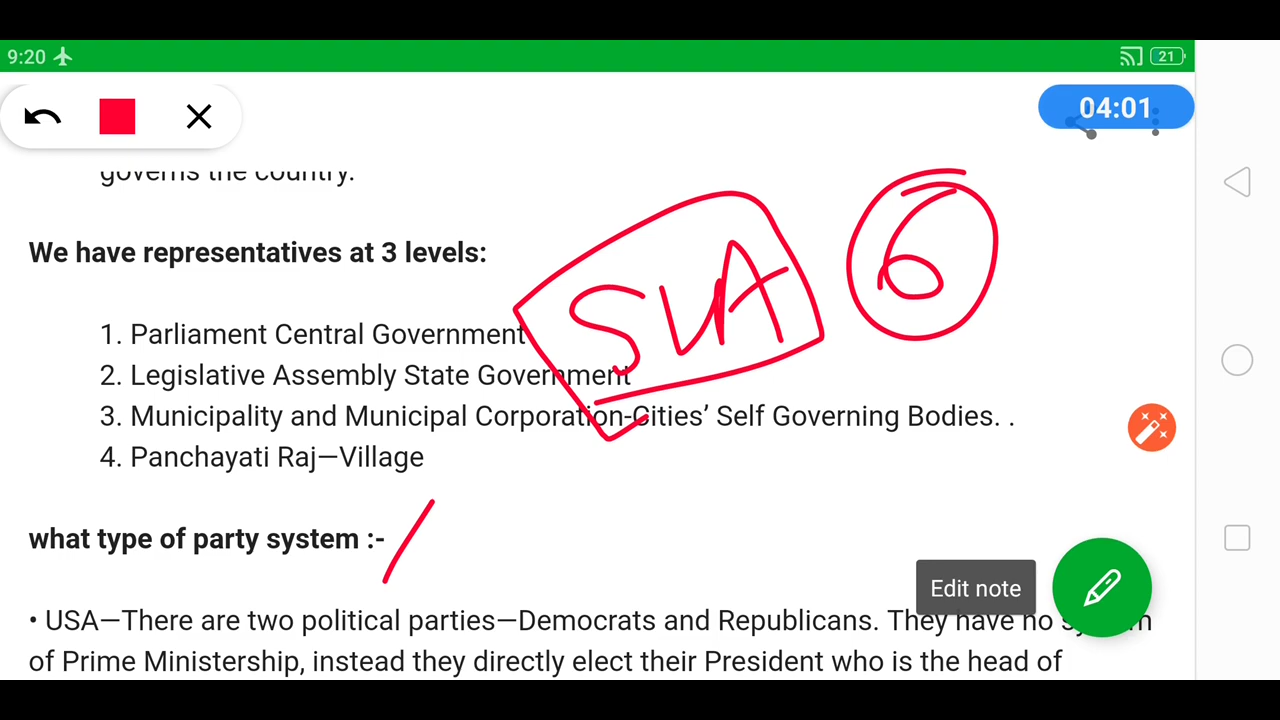 9:20
21
04:01
governs the country.
We have representatives at 3 levels:
SLA
6
1. Parliament Central Government
2. Legislative Assembly State Government
3. Municipality and Municipal Corporation-Cities’ Self Governing Bodies. .
4. Panchayati Raj—Village
what type of party system :-
Edit note
• USA—There are two political parties—Democrats and Republicans. They have no system
of Prime Ministership, instead they directly elect their President who is the head of